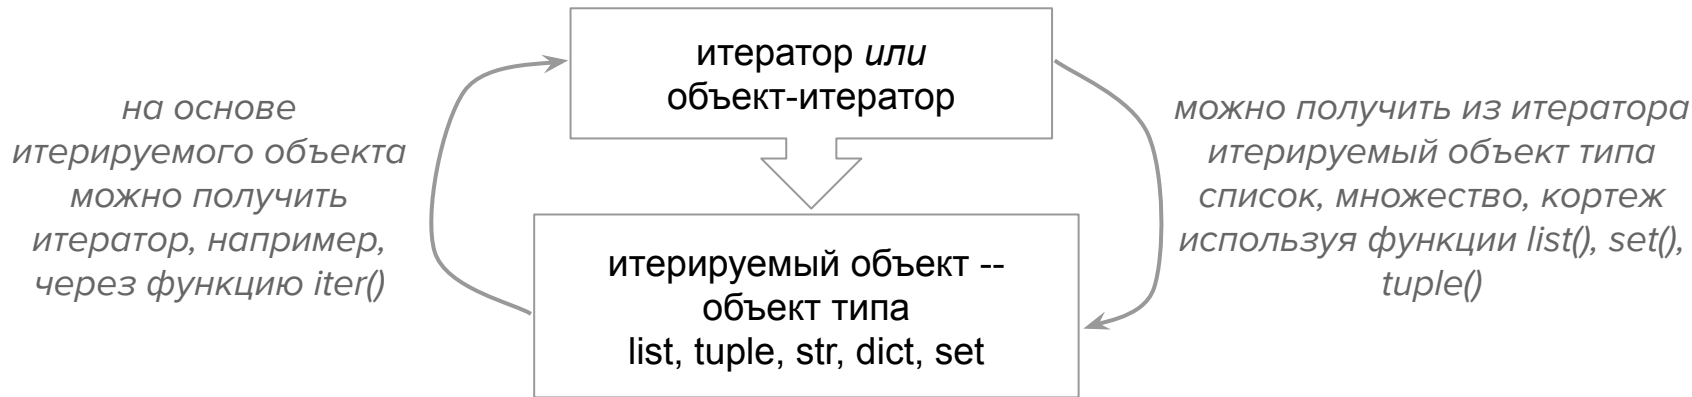 итератор или
объект-итератор
на основе
итерируемого объекта
можно получить
итератор, например,
через функцию iter()
можно получить из итератора
итерируемый объект типа
список, множество, кортеж
используя функции list(), set(),
tuple()
итерируемый объект --
объект типа
list, tuple, str, dict, set